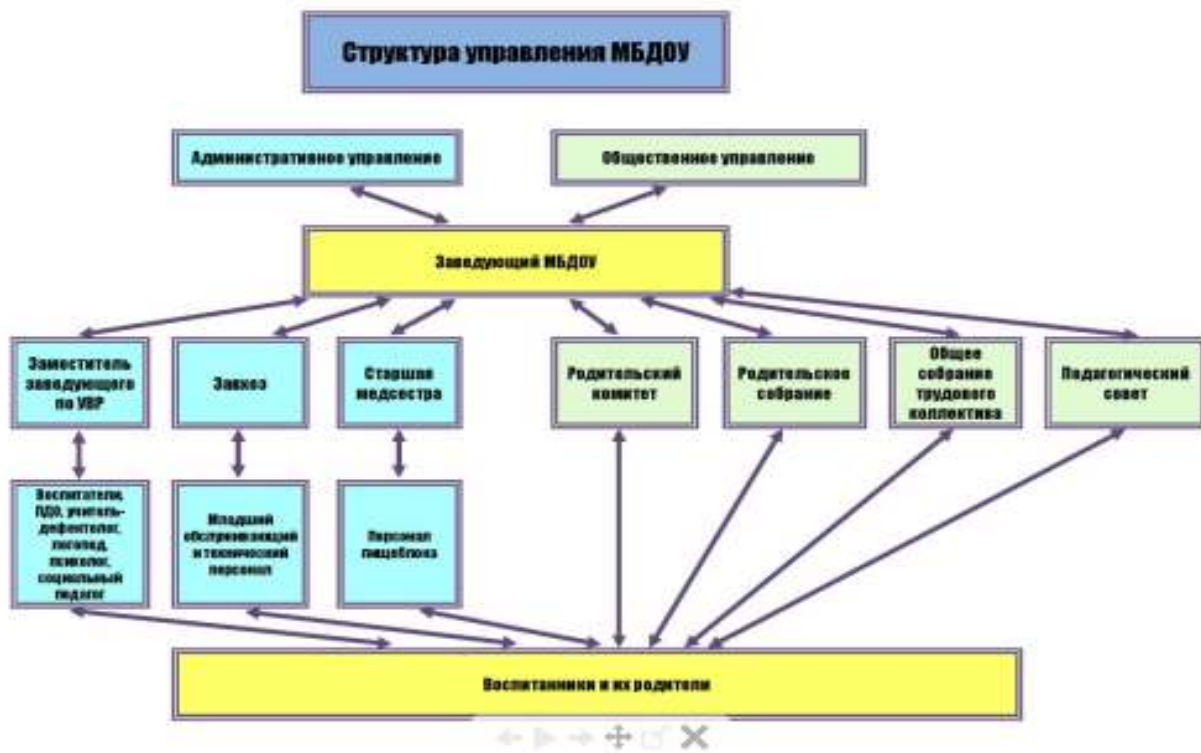 Структура управления МБДОУ
Административное управление
Общественное управление
Заведующий МБДОУ
Заместитель
заведующего
по УВР
Завхоз
Старшая
медсестра
Родительский
комитет
Родительское
собрание
Общее
собрание
трудового
коллектива
Педагогический
совет
Воспитатели,
ПДО, учитель-
дефектолог,
логопед,
психолог,
социальный
педагог
Младший
обслуживающий
и технический
персонал
Персонал
пищеблока
Воспитанники и их родители